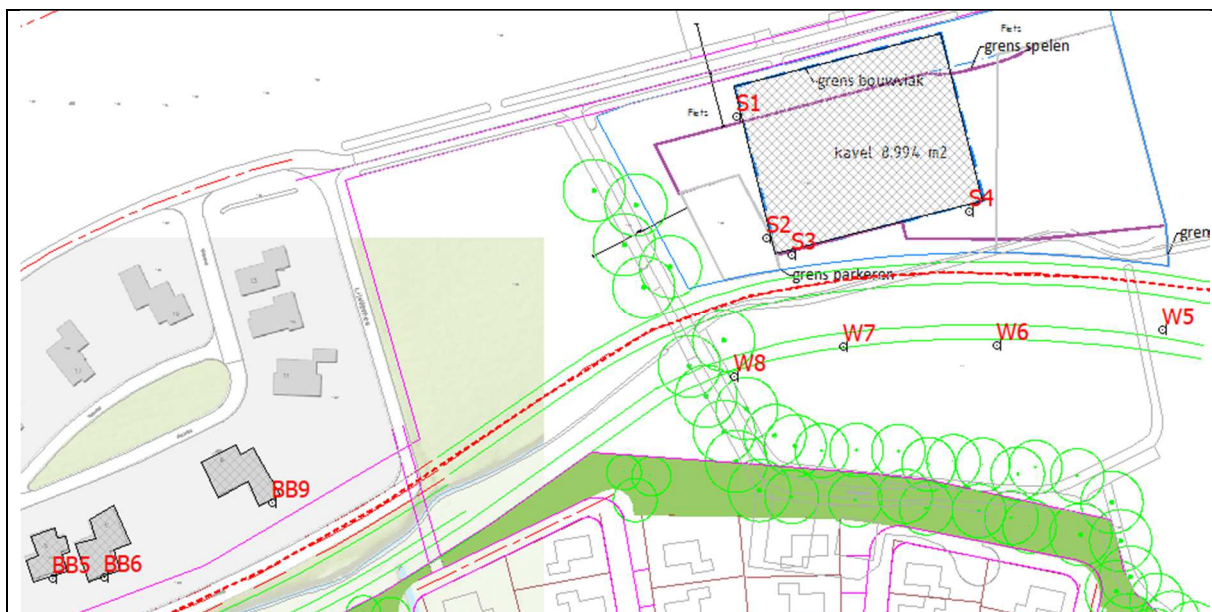 Fiets
grens spelen
grens bouwvlak
S1
Fiets
kavel 8.994 m2
S4
S2
S3
gren
grens parkeren
W5
W7
W6
W8
BB9
BB5
BB6